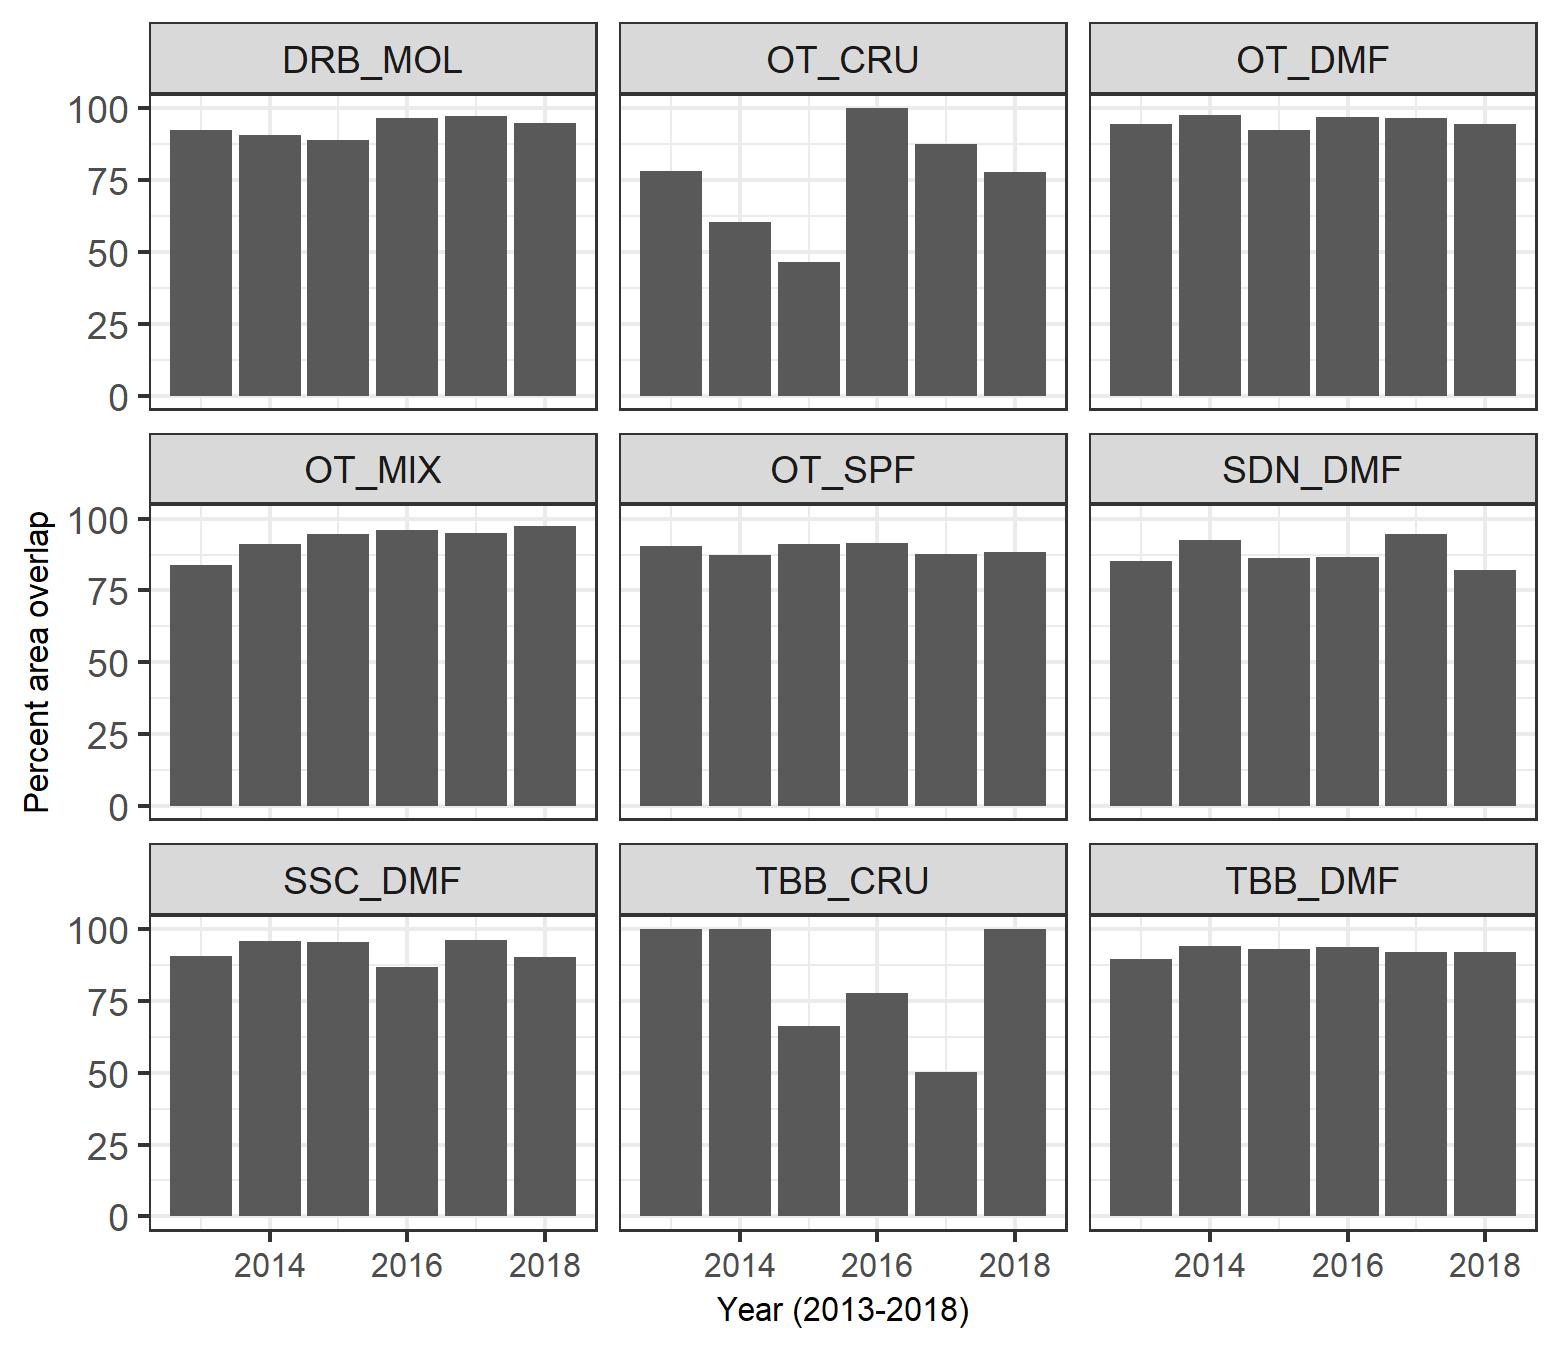 DRB_MOL OT_CRU OT_DMF
100
75
50
25
0
OT_MIX OT_SPF SDN_DMF
100
75
50
25
0
Percent area overlap
SSC_DMF TBB_CRU TBB_DMF
100
75
50
25
0
2014 2016 2018 2014 2016 2018 2014 2016 2018
Year (2013-2018)